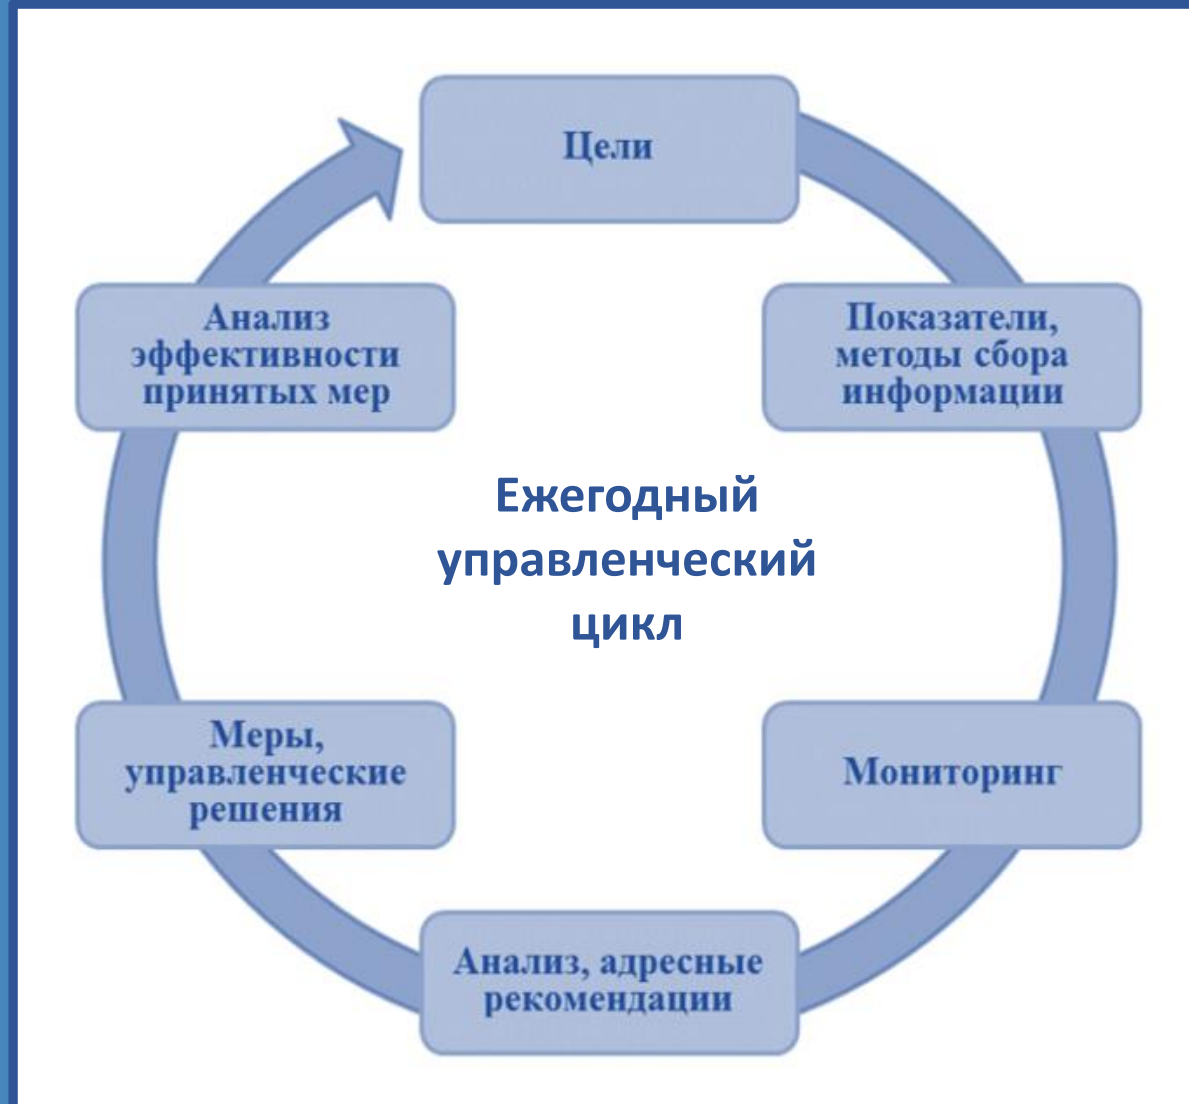 Цели
Показатели,
методы сбора
информации
Мониторинг
Анализ, адресные
рекомендации
Меры,
управленческие
решения
Анализ
эффективности
принятых мер
Ежегодный
управленческий
цикл